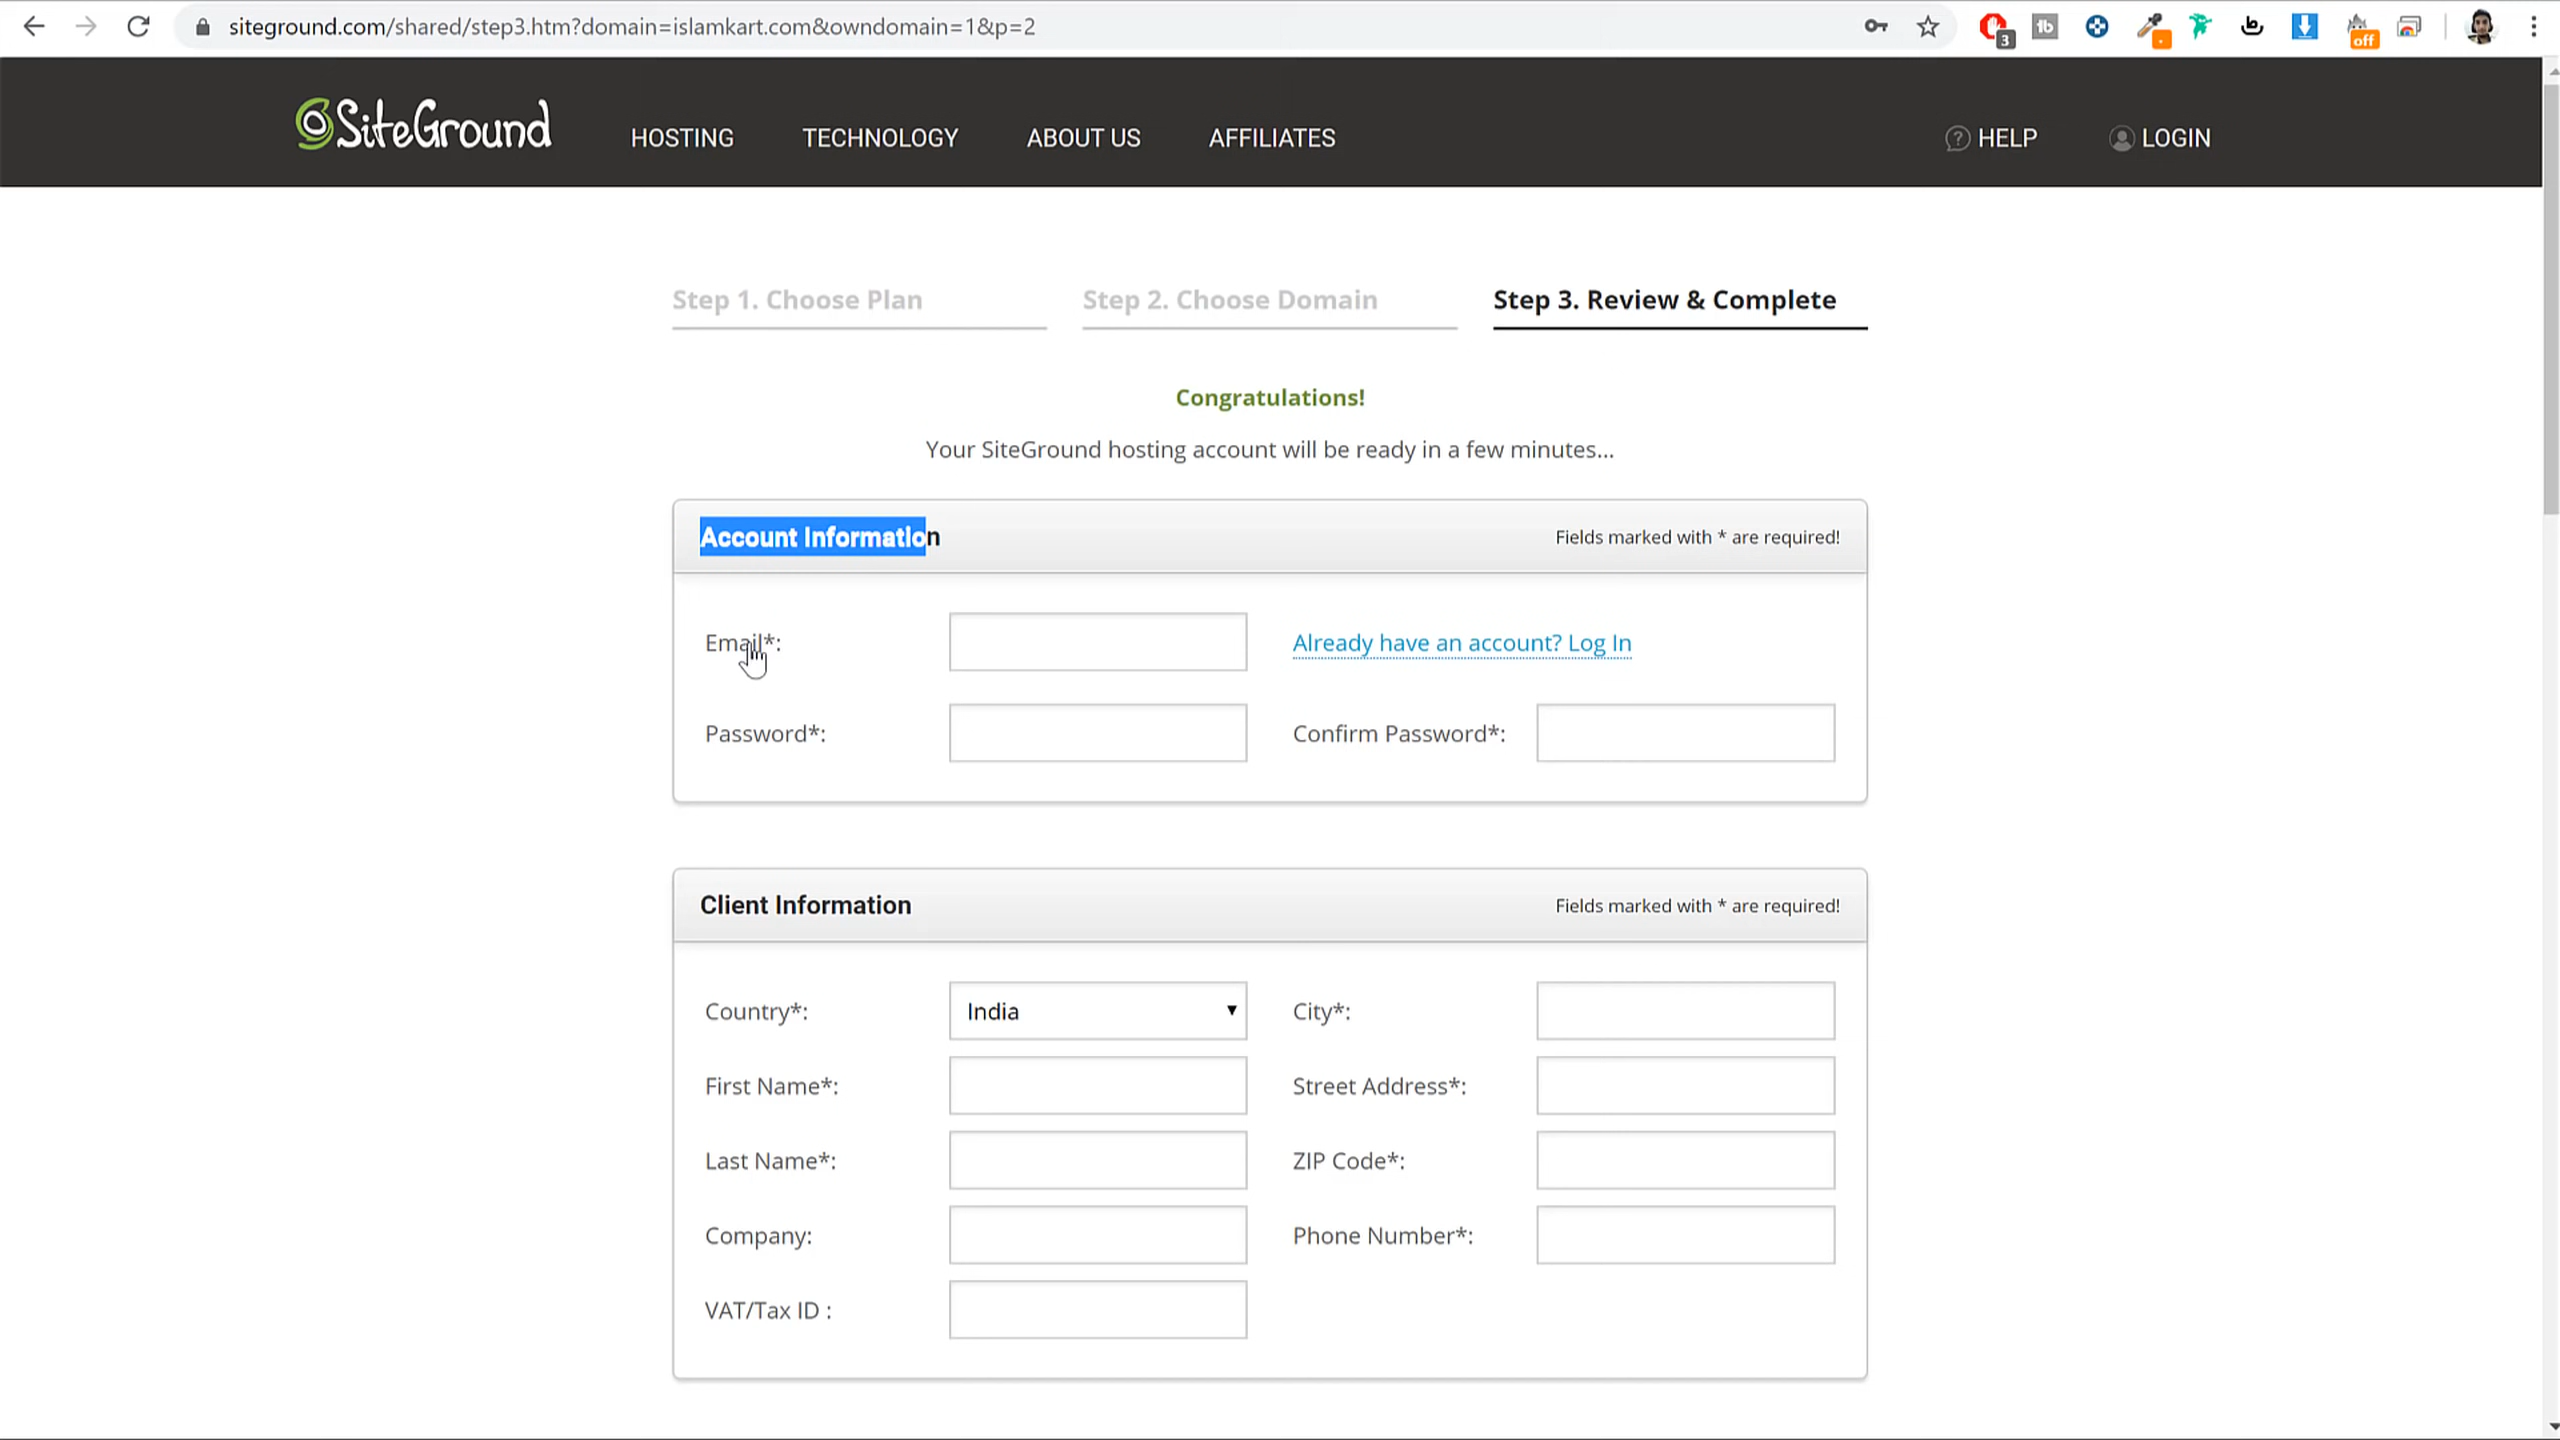 siteground.com/shared/step3.htm?domain=islamkart.com&owndomain=1&p=2
3
tb
off
SiteGround
HOSTING
TECHNOLOGY
ABOUT US
AFFILIATES
HELP
LOGIN
Step 1. Choose Plan
Step 2. Choose Domain
Step 3. Review & Complete
Congratulations!
Your SiteGround hosting account will be ready in a few minutes...
Account Information
Fields marked with * are required!
Email*:
Already have an account? Log In
Password*:
Confirm Password*:
Client Information
Fields marked with * are required!
Country*:
India
City*:
First Name*:
Street Address*:
Last Name*:
ZIP Code*:
Company:
Phone Number*:
VAT/Tax ID :